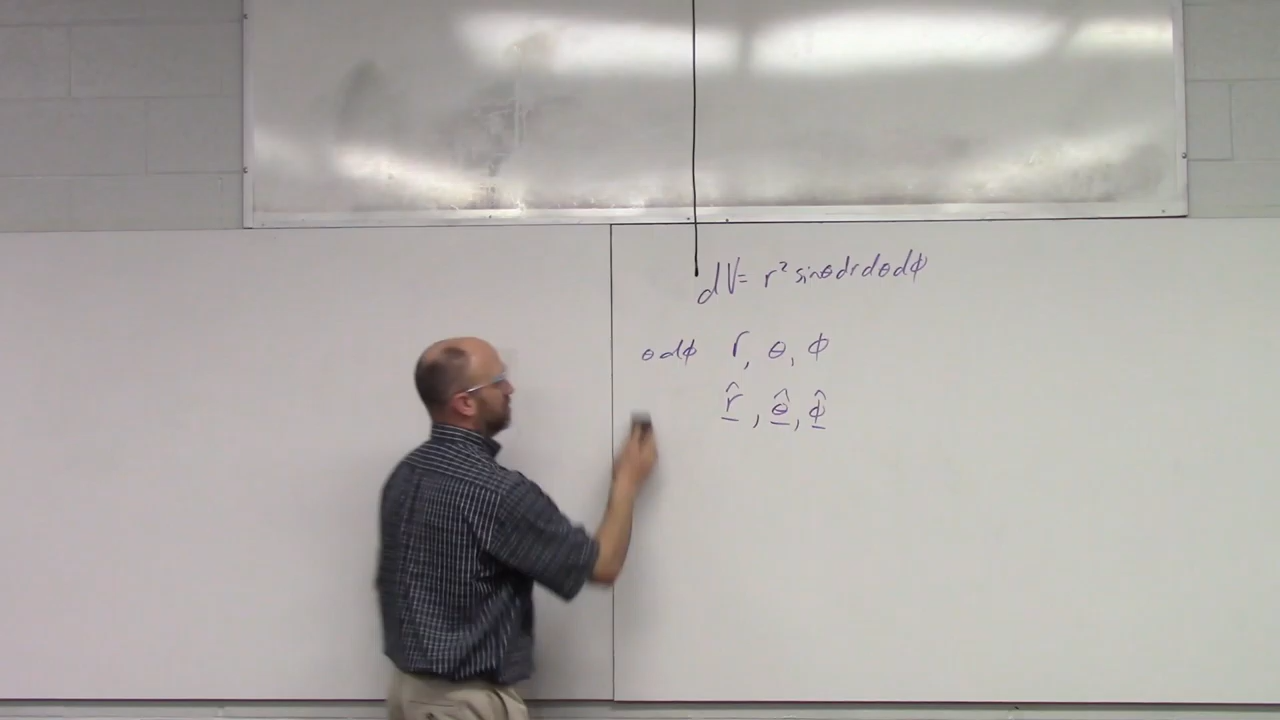 dV= r² sinθ dr dθ dϕ
θ dϕ r, θ, ϕ
r̲̂, θ̲̂, ϕ̲̂